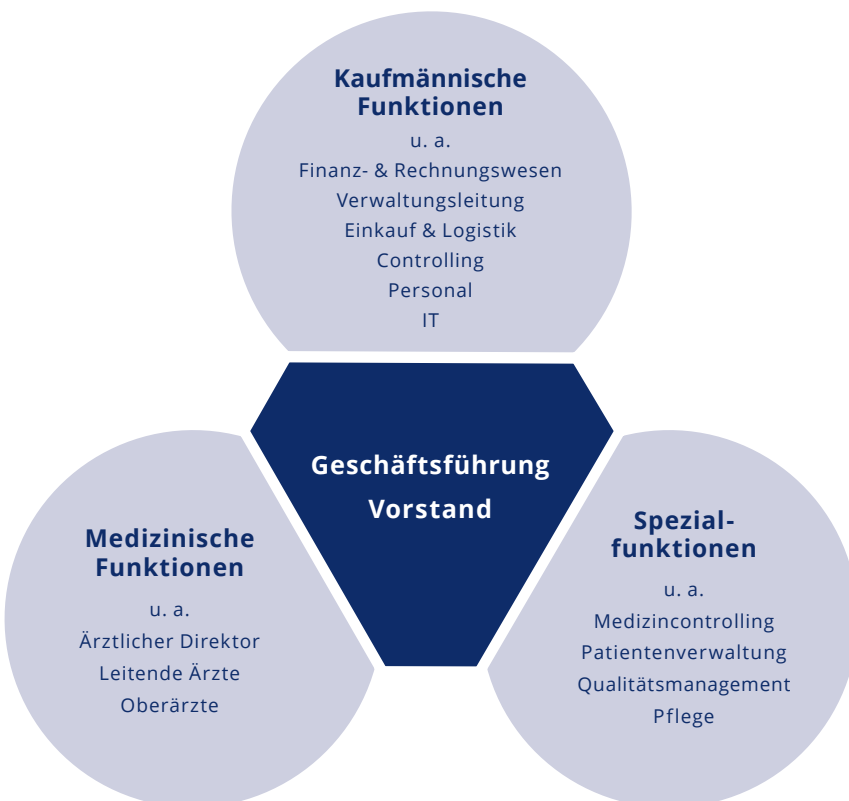 Kaufmännische
Funktionen
u. a.
Finanz- & Rechnungswesen
Verwaltungsleitung
Einkauf & Logistik
Controlling
Personal
IT
Geschäftsführung
Vorstand
Medizinische
Funktionen
u. a.
Ärztlicher Direktor
Leitende Ärzte
Oberärzte
Spezial-
funktionen
u. a.
Medizincontrolling
Patientenverwaltung
Qualitätsmanagement
Pflege